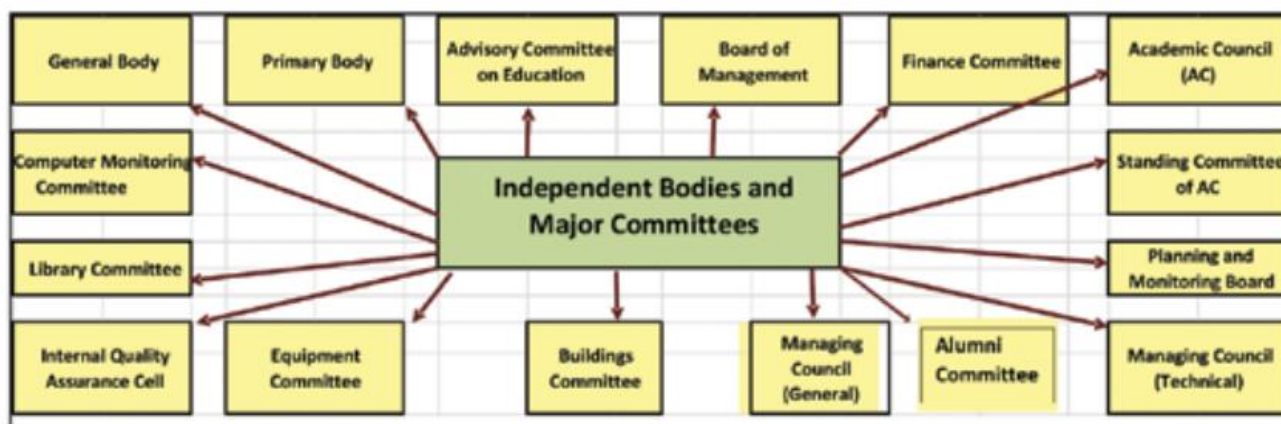 General Body
Primary Body
Advisory Committee
on Education
Board of
Management
Finance Committee
Academic Council
(AC)
Computer Monitoring
Committee
Independent Bodies and
Major Committees
Standing Committee
of AC
Library Committee
Planning and
Monitoring Board
Internal Quality
Assurance Cell
Equipment
Committee
Buildings
Committee
Managing
Council
(General)
Alumni
Committee
Managing Council
(Technical)